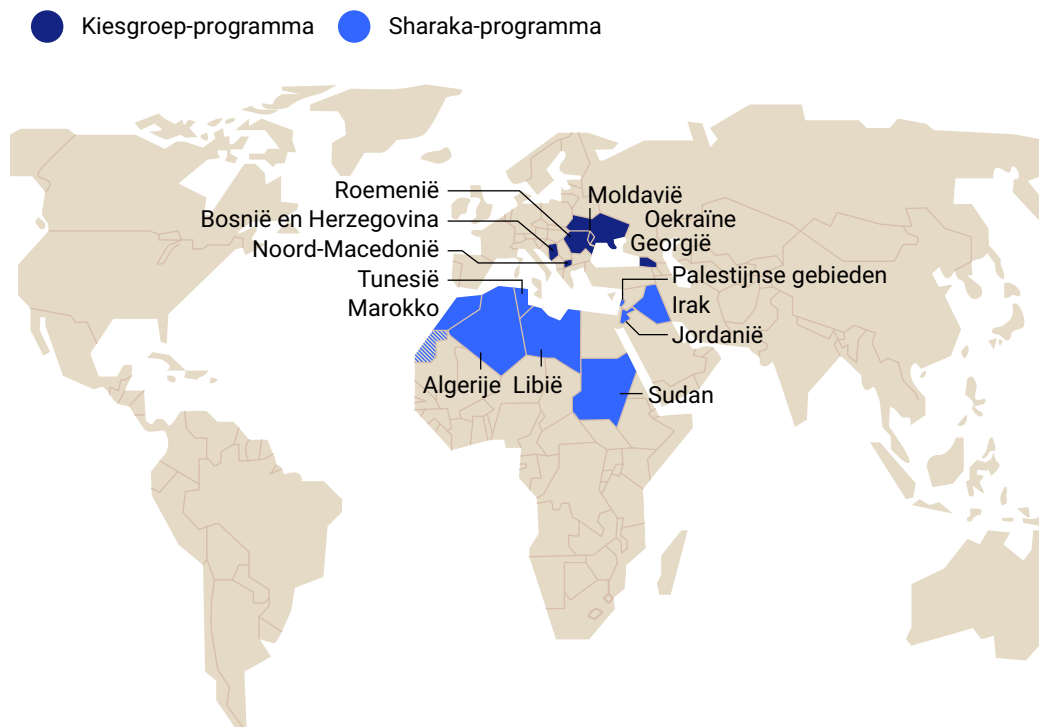 Kiesgroep-programma
Sharaka-programma
Roemenië
Moldavië
Bosnië en Herzegovina
Oekraïne
Noord-Macedonië
Georgië
Tunesië
Palestijnse gebieden
Marokko
Irak
Jordanië
Algerije
Libië
Sudan